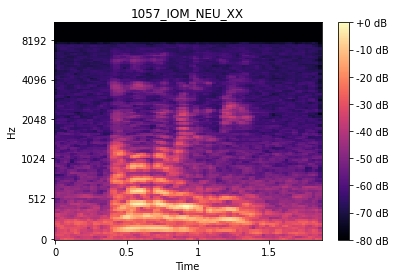 1057_IOM_NEU_XX
8192
4096
2048
1024
512
0
Hz
0
0.5
1
1.5
Time
+0 dB
-10 dB
-20 dB
-30 dB
-40 dB
-50 dB
-60 dB
-70 dB
-80 dB